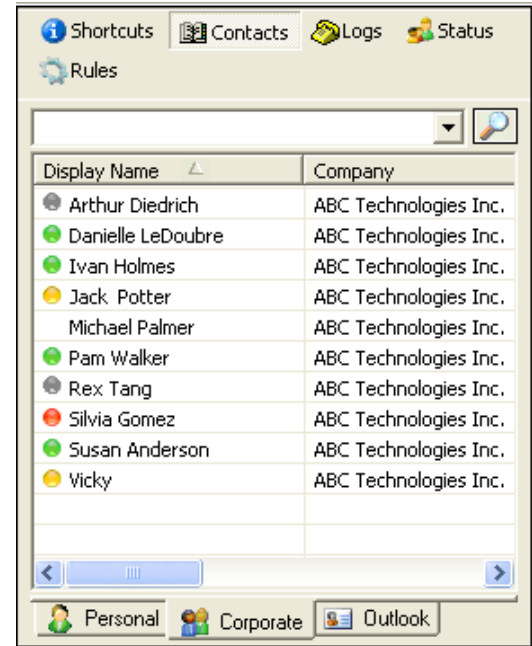 Shortcuts Contacts Logs Status
Rules
Display Name Company
Arthur Diedrich ABC Technologies Inc.
Danielle LeDoubre ABC Technologies Inc.
Ivan Holmes ABC Technologies Inc.
Jack Potter ABC Technologies Inc.
Michael Palmer ABC Technologies Inc.
Pam Walker ABC Technologies Inc.
Rex Tang ABC Technologies Inc.
Silvia Gomez ABC Technologies Inc.
Susan Anderson ABC Technologies Inc.
Vicky ABC Technologies Inc.
Personal Corporate Outlook